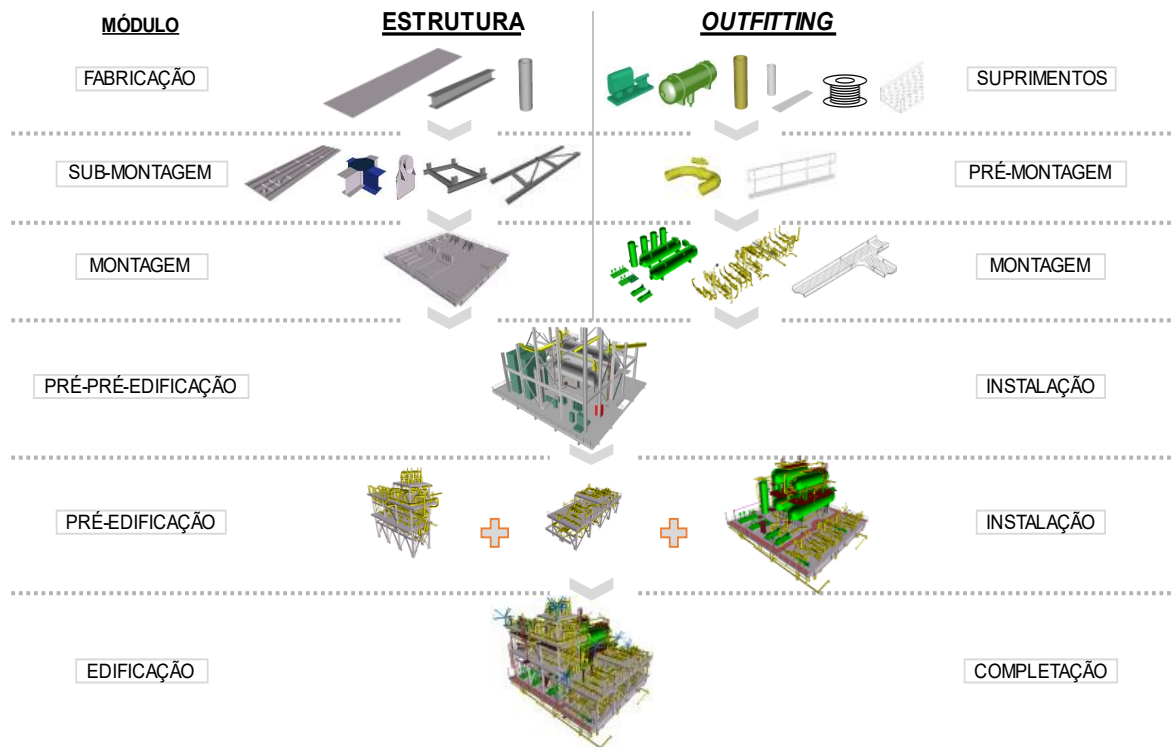 MÓDULO
ESTRUTURA
OUTFITTING
FABRICAÇÃO
SUPRIMENTOS
SUB-MONTAGEM
PRÉ-MONTAGEM
MONTAGEM
MONTAGEM
PRÉ-PRÉ-EDIFICAÇÃO
INSTALAÇÃO
PRÉ-EDIFICAÇÃO
INSTALAÇÃO
EDIFICAÇÃO
COMPLETAÇÃO